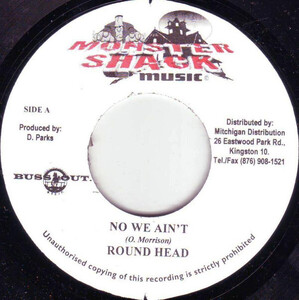 MONSTER
SHACK
MUSIC
SIDE A
Produced by:
D. Parks
Distributed by:
Mitchigan Distribution
26 Eastwood Park Rd.,
Kingston 10.
Tel./Fax (876) 908-1521
BUSS OUT
NO WE AIN'T
(O. Morrison)
ROUND HEAD
Unauthorised copying of this recording is strictly prohibited